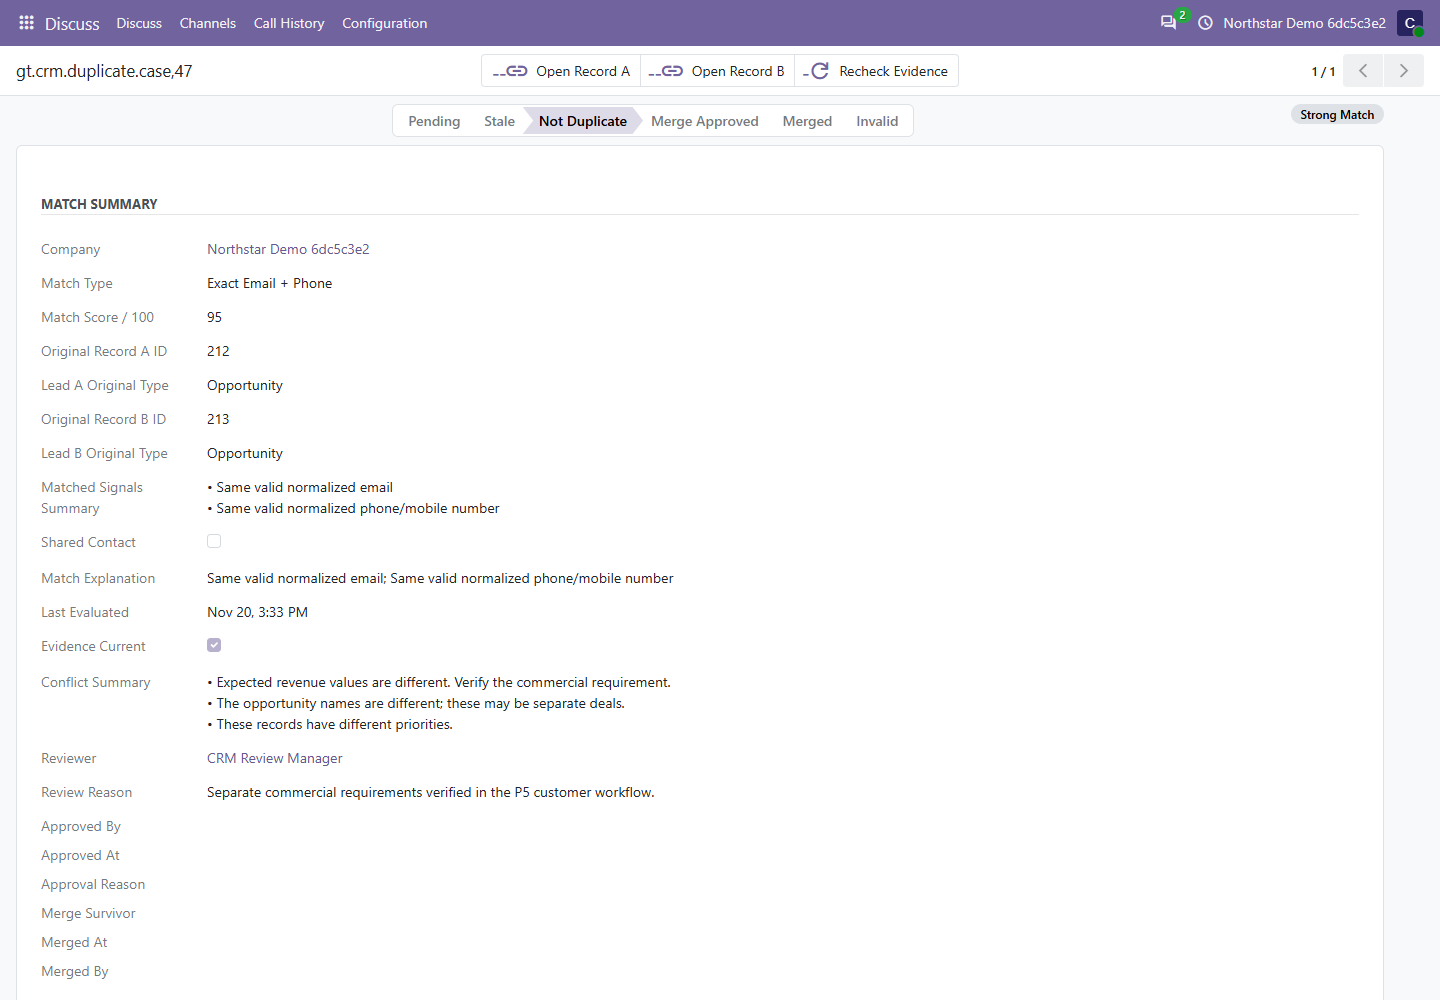 Discuss Discuss Channels Call History Configuration 2 Northstar Demo 6dc5c3e2 C
gt.crm.duplicate.case,47 Open Record A Open Record B Recheck Evidence 1 / 1
Pending Stale Not Duplicate Merge Approved Merged Invalid Strong Match
MATCH SUMMARY
Company Northstar Demo 6dc5c3e2
Match Type Exact Email + Phone
Match Score / 100 95
Original Record A ID 212
Lead A Original Type Opportunity
Original Record B ID 213
Lead B Original Type Opportunity
Matched Signals • Same valid normalized email
Summary • Same valid normalized phone/mobile number
Shared Contact
Match Explanation Same valid normalized email; Same valid normalized phone/mobile number
Last Evaluated Nov 20, 3:33 PM
Evidence Current
Conflict Summary • Expected revenue values are different. Verify the commercial requirement.
• The opportunity names are different; these may be separate deals.
• These records have different priorities.
Reviewer CRM Review Manager
Review Reason Separate commercial requirements verified in the P5 customer workflow.
Approved By
Approved At
Approval Reason
Merge Survivor
Merged At
Merged By